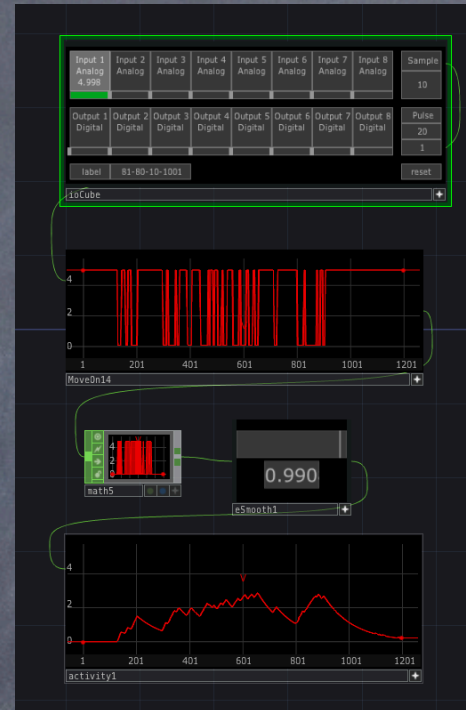 Input 1 Input 2 Input 3 Input 4 Input 5 Input 6 Input 7 Input 8 Sample
Analog Analog Analog Analog Analog Analog Analog Analog
4.998
10
Output 1 Output 2 Output 3 Output 4 Output 5 Output 6 Output 7 Output 8 Pulse
Digital Digital Digital Digital Digital Digital Digital Digital
20
1
label 81-80-10-1001 reset
ioCube
4
2
0
1 201 401 601 801 1001 1201
MoveOn14
4
2
0
math5
0.990
eSmooth1
4
2
0
1 201 401 601 801 1001 1201
activity1